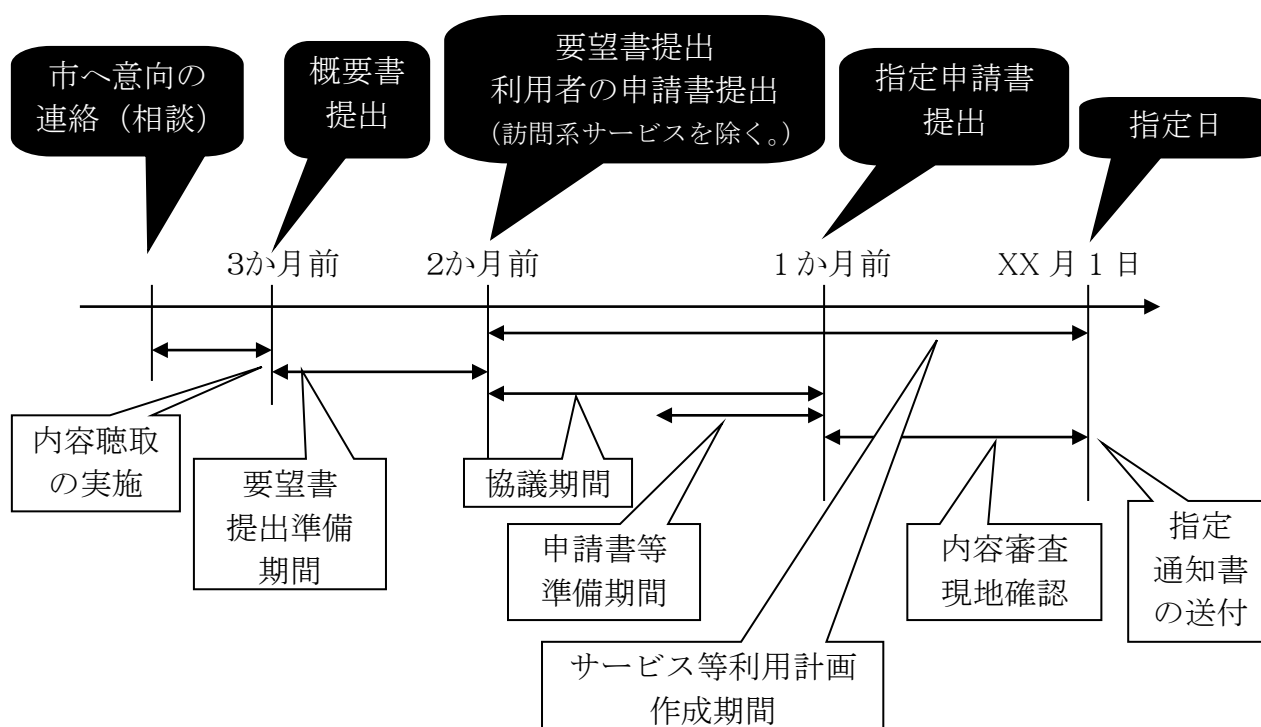 市へ意向の
連絡（相談）
概要書
提出
要望書提出
利用者の申請書提出
（訪問系サービスを除く。）
指定申請書
提出
指定日
3か月前
2か月前
1か月前
XX月1日
内容聴取
の実施
要望書
提出準備
期間
協議期間
申請書等
準備期間
サービス等利用計画
作成期間
内容審査
現地確認
指定
通知書
の送付